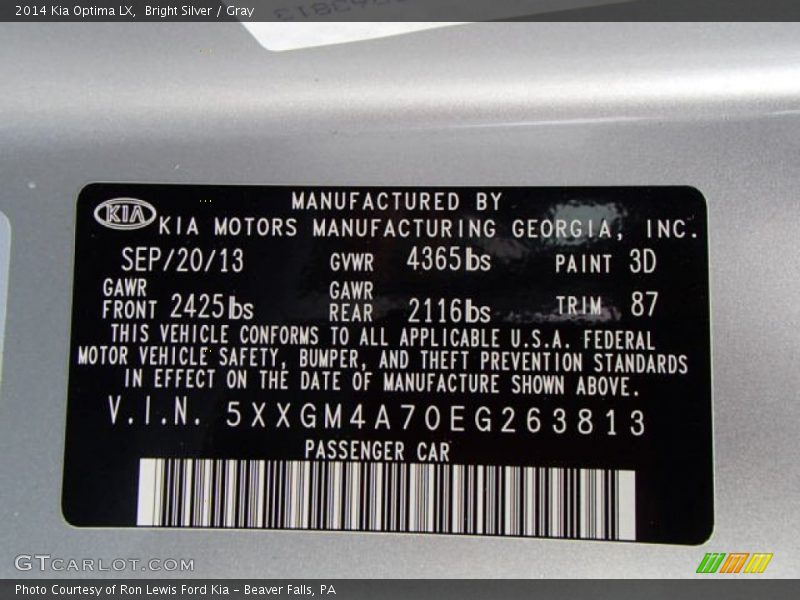 2014 Kia Optima LX,  Bright Silver / Gray
MANUFACTURED BY
KIA KIA MOTORS MANUFACTURING GEORGIA, INC.
SEP/20/13 GVWR 4365lbs PAINT 3D
GAWR FRONT 2425lbs GAWR REAR 2116lbs TRIM 87
THIS VEHICLE CONFORMS TO ALL APPLICABLE U.S.A. FEDERAL
MOTOR VEHICLE SAFETY, BUMPER, AND THEFT PREVENTION STANDARDS
IN EFFECT ON THE DATE OF MANUFACTURE SHOWN ABOVE.
V.I.N. 5XXGM4A70EG263813
PASSENGER CAR
GTCARLOT.COM
Photo Courtesy of Ron Lewis Ford Kia – Beaver Falls, PA